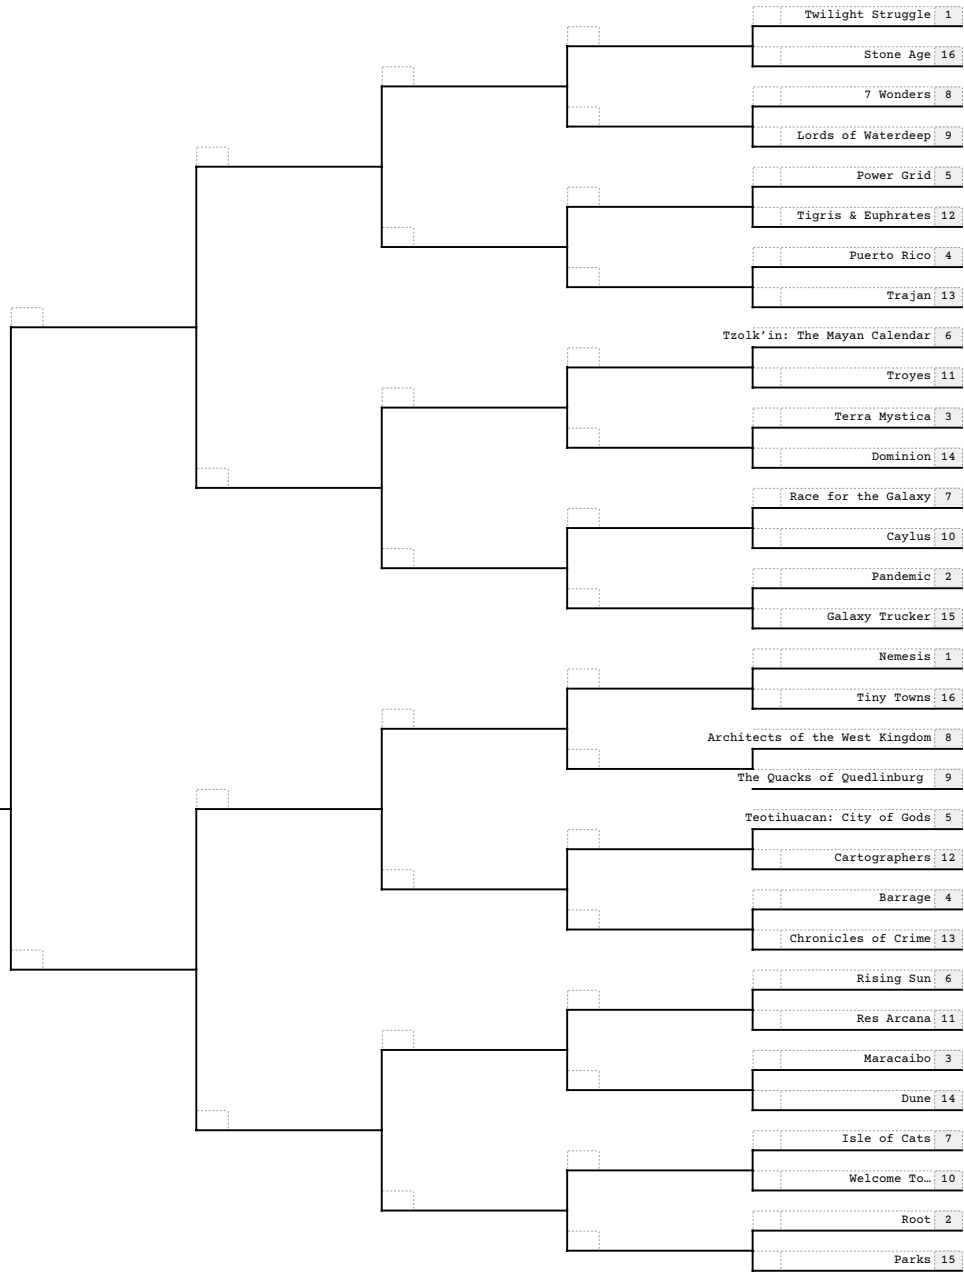 Twilight Struggle 1
Stone Age 16
7 Wonders 8
Lords of Waterdeep 9
Power Grid 5
Tigris & Euphrates 12
Puerto Rico 4
Trajan 13
Tzolk’in: The Mayan Calendar 6
Troyes 11
Terra Mystica 3
Dominion 14
Race for the Galaxy 7
Caylus 10
Pandemic 2
Galaxy Trucker 15
Nemesis 1
Tiny Towns 16
Architects of the West Kingdom 8
The Quacks of Quedlinburg 9
Teotihuacan: City of Gods 5
Cartographers 12
Barrage 4
Chronicles of Crime 13
Rising Sun 6
Res Arcana 11
Maracaibo 3
Dune 14
Isle of Cats 7
Welcome To… 10
Root 2
Parks 15